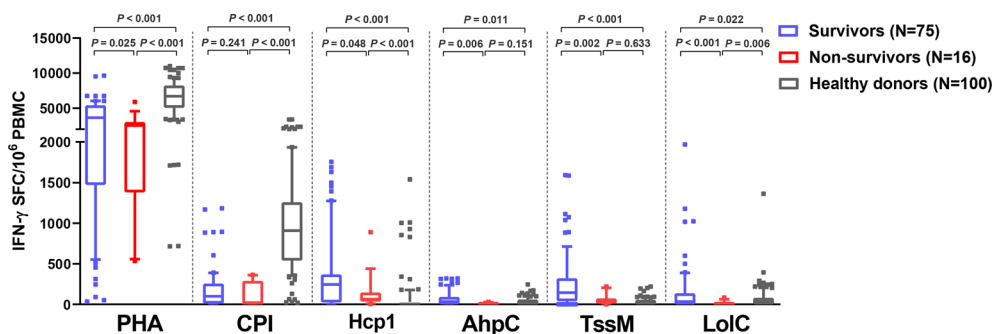 P < 0.001 P < 0.001 P < 0.001 P = 0.011 P < 0.001 P = 0.022
P = 0.025 P < 0.001 P = 0.241 P < 0.001 P = 0.048 P < 0.001 P = 0.006 P = 0.151 P = 0.002 P = 0.633 P < 0.001 P = 0.006
Survivors (N=75)
Non-survivors (N=16)
Healthy donors (N=100)
IFN-γ SFC/10⁶ PBMC
15000
10000
5000
2000
1500
1000
500
0
PHA CPI Hcp1 AhpC TssM LolC